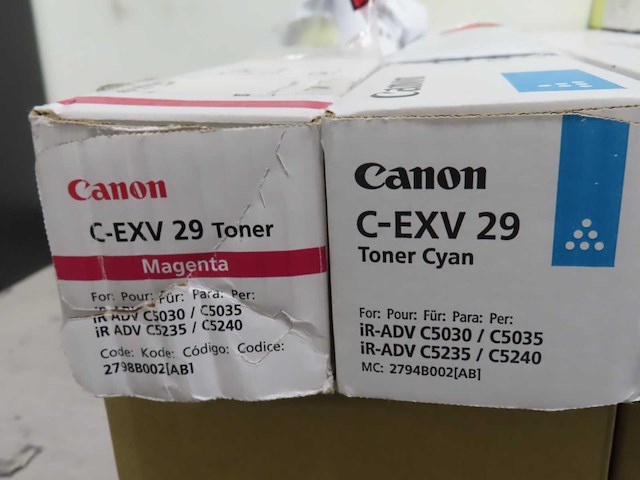 Canon
Canon
C-EXV 29 Toner
Magenta
For: Pour: Für: Para: Per:
iR-ADV C5030 / C5035
iR ADV C5235 / C5240
Code: Kode: Código: Codice:
2798B002[AB]
Canon
C-EXV 29
Toner Cyan
For: Pour: Für: Para: Per:
iR-ADV C5030 / C5035
iR-ADV C5235 / C5240
MC: 2794B002[AB]